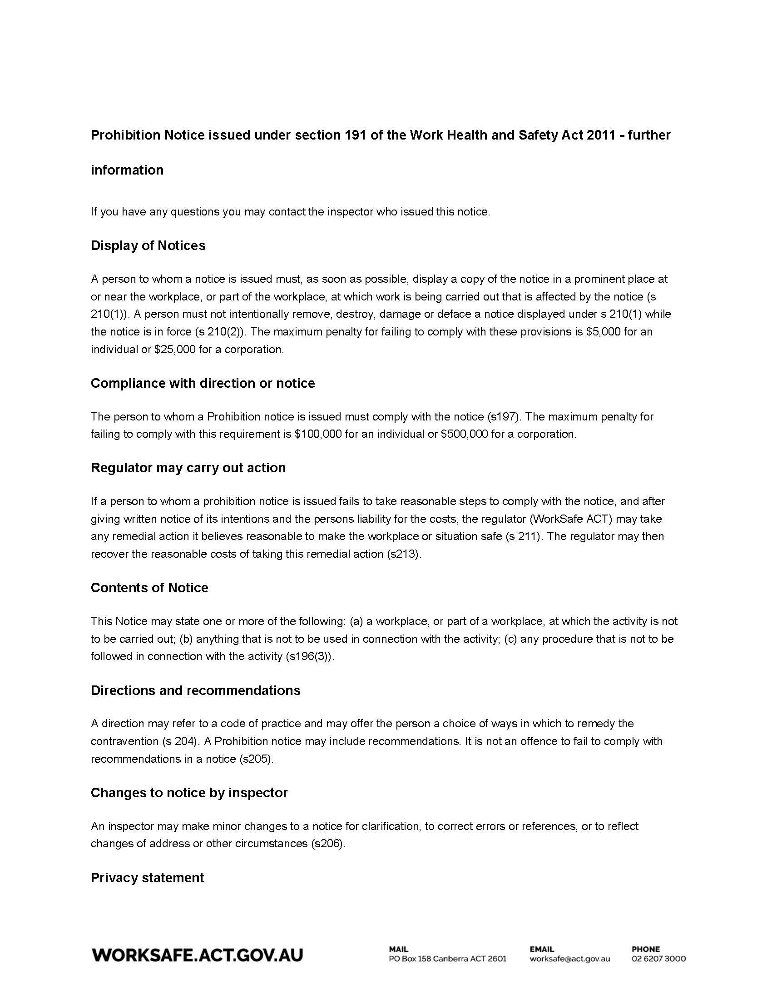 Prohibition Notice issued under section 191 of the Work Health and Safety Act 2011 - further
information
If you have any questions you may contact the inspector who issued this notice.
Display of Notices
A person to whom a notice is issued must, as soon as possible, display a copy of the notice in a prominent place at
or near the workplace, or part of the workplace, at which work is being carried out that is affected by the notice (s
210(1)). A person must not intentionally remove, destroy, damage or deface a notice displayed under s 210(1) while
the notice is in force (s 210(2)). The maximum penalty for failing to comply with these provisions is $5,000 for an
individual or $25,000 for a corporation.
Compliance with direction or notice
The person to whom a Prohibition notice is issued must comply with the notice (s197). The maximum penalty for
failing to comply with this requirement is $100,000 for an individual or $500,000 for a corporation.
Regulator may carry out action
If a person to whom a prohibition notice is issued fails to take reasonable steps to comply with the notice, and after
giving written notice of its intentions and the persons liability for the costs, the regulator (WorkSafe ACT) may take
any remedial action it believes reasonable to make the workplace or situation safe (s 211). The regulator may then
recover the reasonable costs of taking this remedial action (s213).
Contents of Notice
This Notice may state one or more of the following: (a) a workplace, or part of a workplace, at which the activity is not
to be carried out; (b) anything that is not to be used in connection with the activity; (c) any procedure that is not to be
followed in connection with the activity (s196(3)).
Directions and recommendations
A direction may refer to a code of practice and may offer the person a choice of ways in which to remedy the
contravention (s 204). A Prohibition notice may include recommendations. It is not an offence to fail to comply with
recommendations in a notice (s205).
Changes to notice by inspector
An inspector may make minor changes to a notice for clarification, to correct errors or references, or to reflect
changes of address or other circumstances (s206).
Privacy statement
WORKSAFE.ACT.GOV.AU
MAIL
PO Box 158 Canberra ACT 2601
EMAIL
worksafe@act.gov.au
PHONE
02 6207 3000